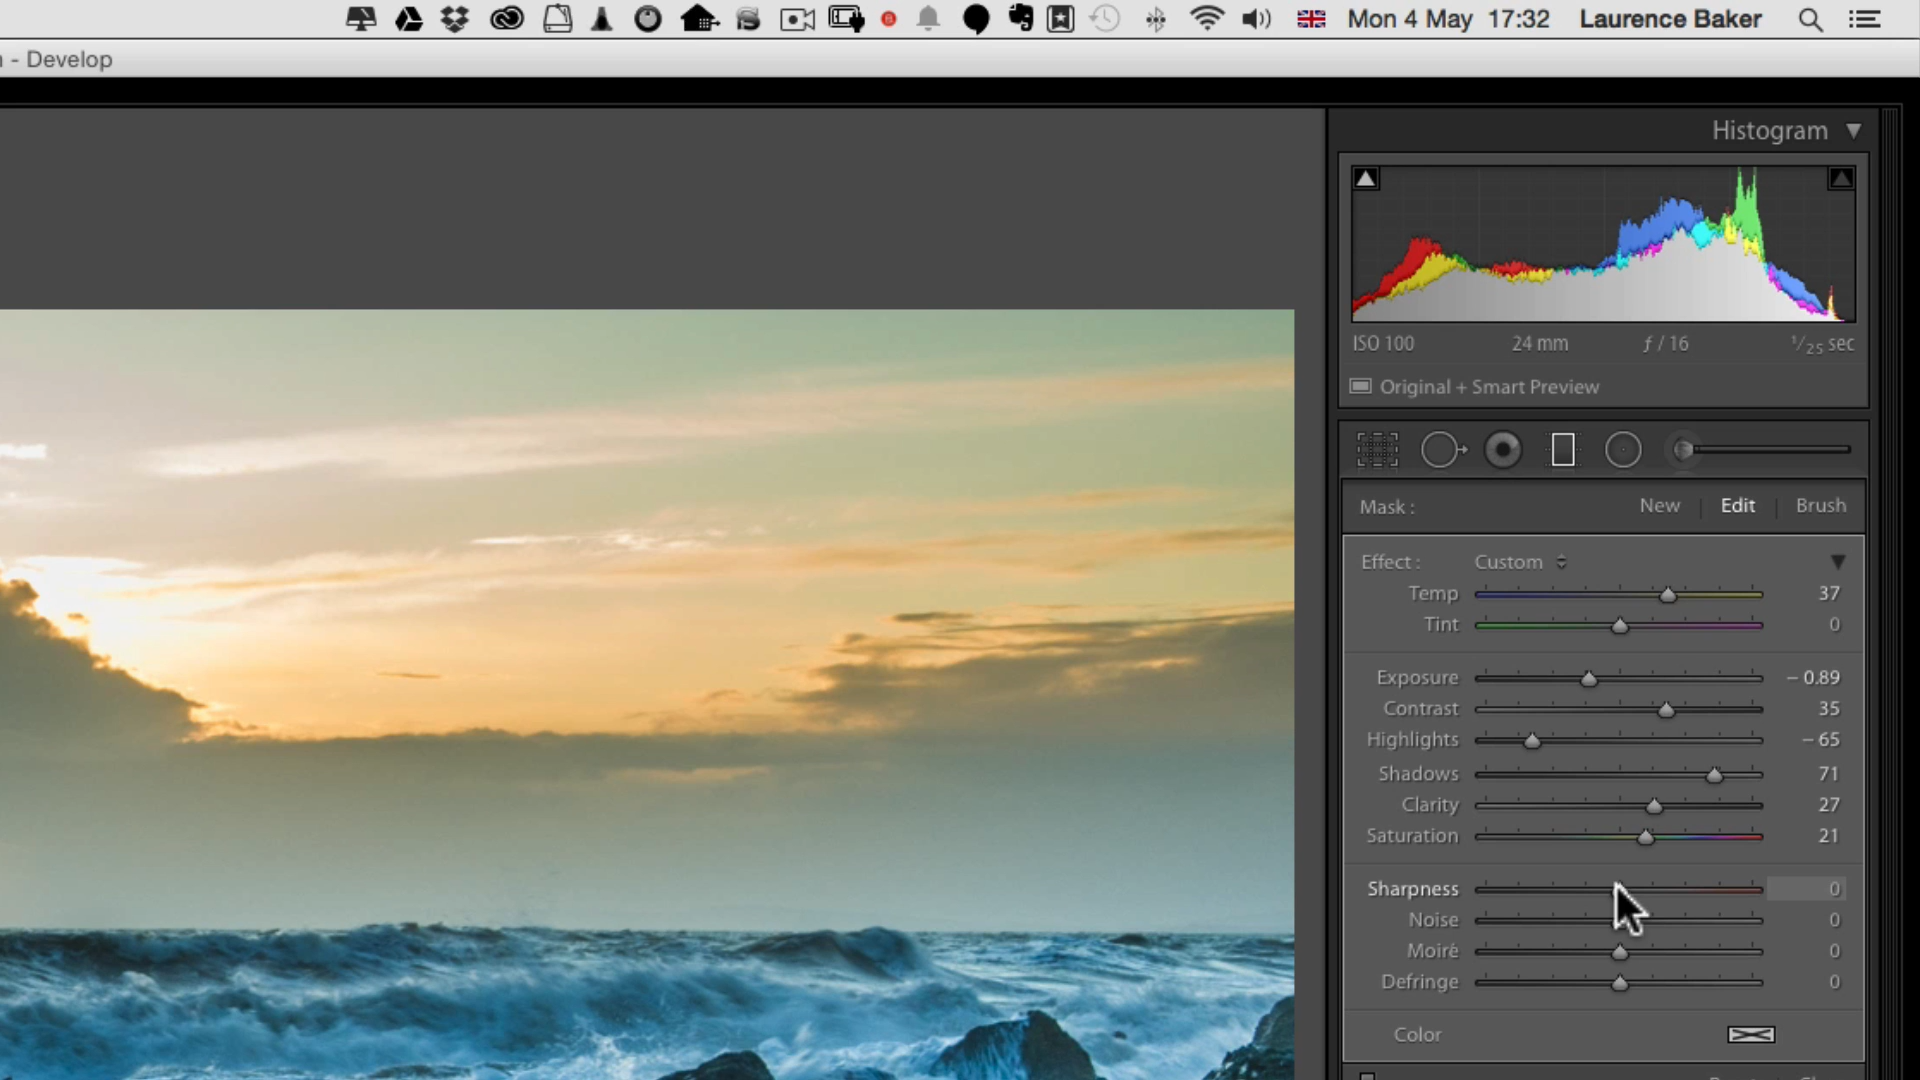 Mon 4 May 17:32 Laurence Baker
- Develop
Histogram
ISO 100 24 mm ƒ / 16 1/25 sec
Original + Smart Preview
Mask : New Edit Brush
Effect : Custom
Temp 37
Tint 0
Exposure – 0.89
Contrast 35
Highlights – 65
Shadows 71
Clarity 27
Saturation 21
Sharpness 0
Noise 0
Moiré 0
Defringe 0
Color